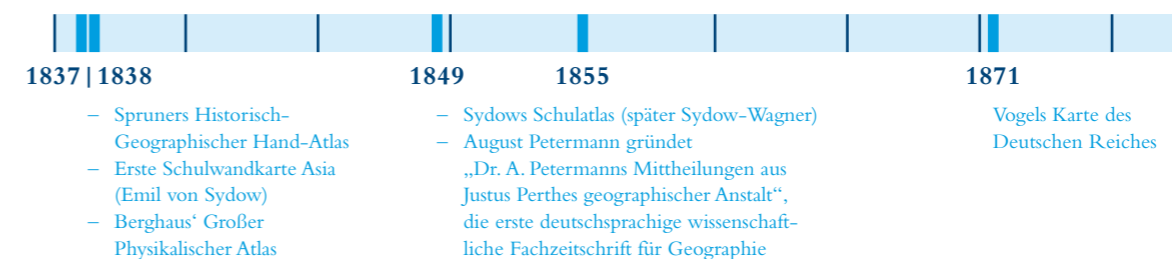 1837 | 1838
– Spruners Historisch-
Geographischer Hand-Atlas
– Erste Schulwandkarte Asia
(Emil von Sydow)
– Berghaus‘ Großer
Physikalischer Atlas
1849
1855
– Sydows Schulatlas (später Sydow-Wagner)
– August Petermann gründet
„Dr. A. Petermanns Mittheilungen aus
Justus Perthes geographischer Anstalt“,
die erste deutschsprachige wissenschaft-
liche Fachzeitschrift für Geographie
1871
Vogels Karte des
Deutschen Reiches